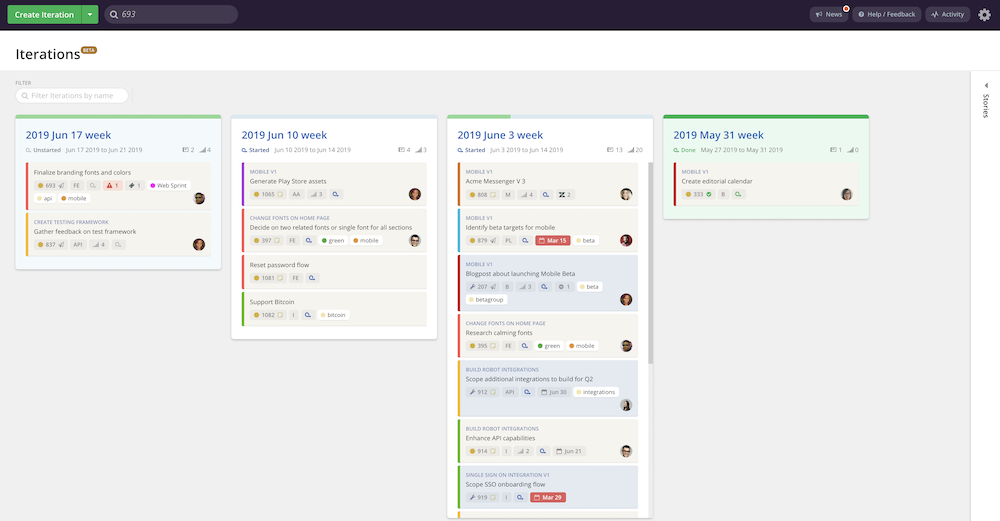 Create Iteration
693
News
Help / Feedback
Activity
Iterations BETA
FILTER
Filter Iterations by name
Stories
2019 Jun 17 week
Unstarted Jun 17 2019 to Jun 21 2019 2 4
Finalize branding fonts and colors
693 FE 1 1 Web Sprint
api mobile
CREATE TESTING FRAMEWORK
Gather feedback on test framework
837 API 4
2019 Jun 10 week
Started Jun 10 2019 to Jun 14 2019 4 3
MOBILE V1
Generate Play Store assets
1065 AA 3
CHANGE FONTS ON HOME PAGE
Decide on two related fonts or single font for all sections
397 FE green mobile
Reset password flow
1081 FE
Support Bitcoin
1082 I bitcoin
2019 June 3 week
Started Jun 3 2019 to Jun 14 2019 13 20
MOBILE V1
Acme Messenger V 3
808 M 4 2
MOBILE V1
Identify beta targets for mobile
879 PL Mar 15 beta
MOBILE V1
Blogpost about launching Mobile Beta
207 B 3 1 beta
betagroup
CHANGE FONTS ON HOME PAGE
Research calming fonts
395 FE green mobile
BUILD ROBOT INTEGRATIONS
Scope additional integrations to build for Q2
912 API Jun 30 integrations
BUILD ROBOT INTEGRATIONS
Enhance API capabilities
914 I 2 Jun 21
SINGLE SIGN ON INTEGRATION V1
Scope SSO onboarding flow
919 I Mar 29
2019 May 31 week
Done May 27 2019 to May 31 2019 1 0
MOBILE V1
Create editorial calendar
333 B